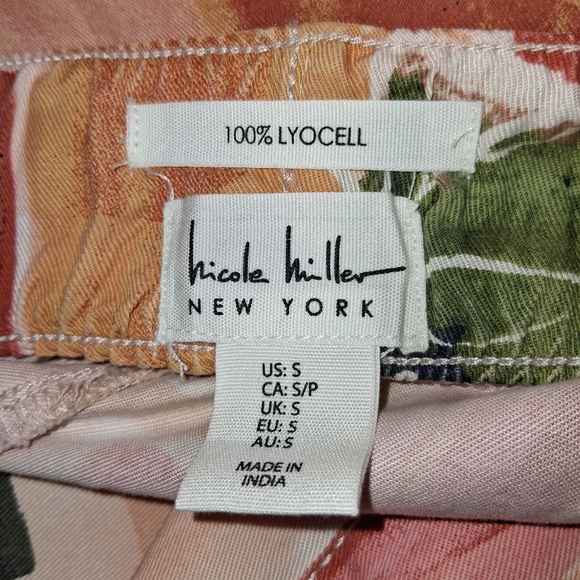 100% LYOCELL
Nicole Miller
NEW YORK
US: S
CA: S/P
UK: S
EU: S
AU: S
MADE IN
INDIA